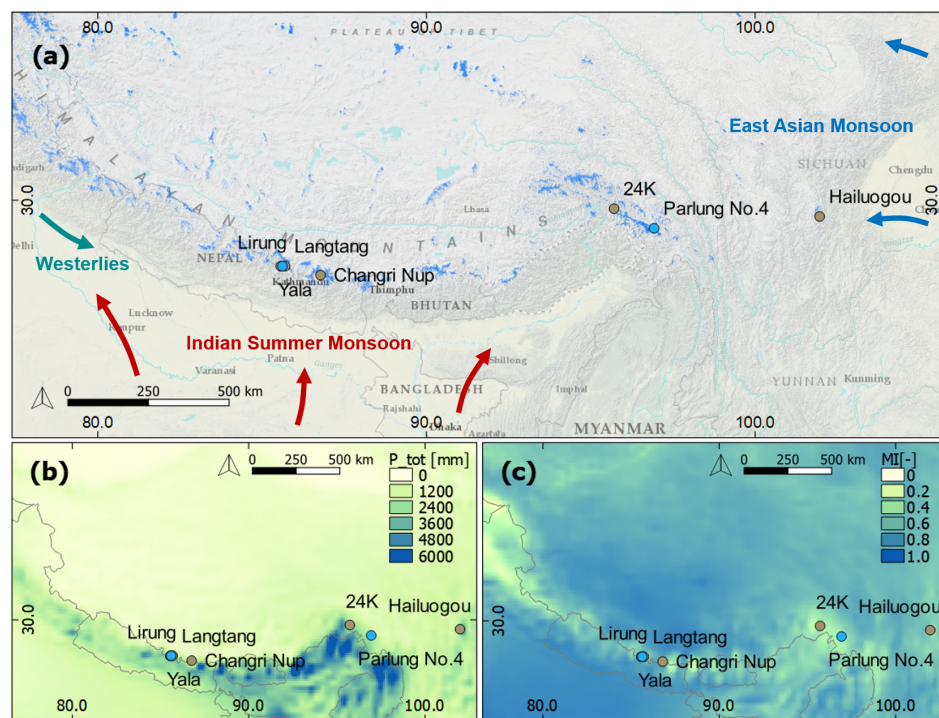 80.0 90.0 100.0
(a)
PLATEAU OF TIBET
HIMALAYAN MOUNTAINS
East Asian Monsoon
SICHUAN
Chengdu
ndigarh
30.0
30.0
24K
Parlung No.4
Hailuogou
Lhasa
Delhi
Westerlies
Lirung Langtang
NEPAL
Changri Nup
Kathmandu
Yala
Thimphu
BHUTAN
Lucknow
Kanpur
Indian Summer Monsoon
Patna
Ganges
Varanasi
Shillong
Imphal
YUNNAN
Kunming
BANGLADESH
Rajshahi
Dhaka
Agartala
MYANMAR
0 250 500 km
80.0 90.0 100.0
(b)
0 250 500 km
P_tot [mm]
0
1200
2400
3600
4800
6000
30.0
24K
Hailuogou
Lirung Langtang
Changri Nup
Yala
Parlung No.4
80.0 90.0 100.0
(c)
0 250 500 km
MI[-]
0
0.2
0.4
0.6
0.8
1.0
30.0
24K
Hailuogou
Lirung Langtang
Changri Nup
Yala
Parlung No.4
80.0 90.0 100.0